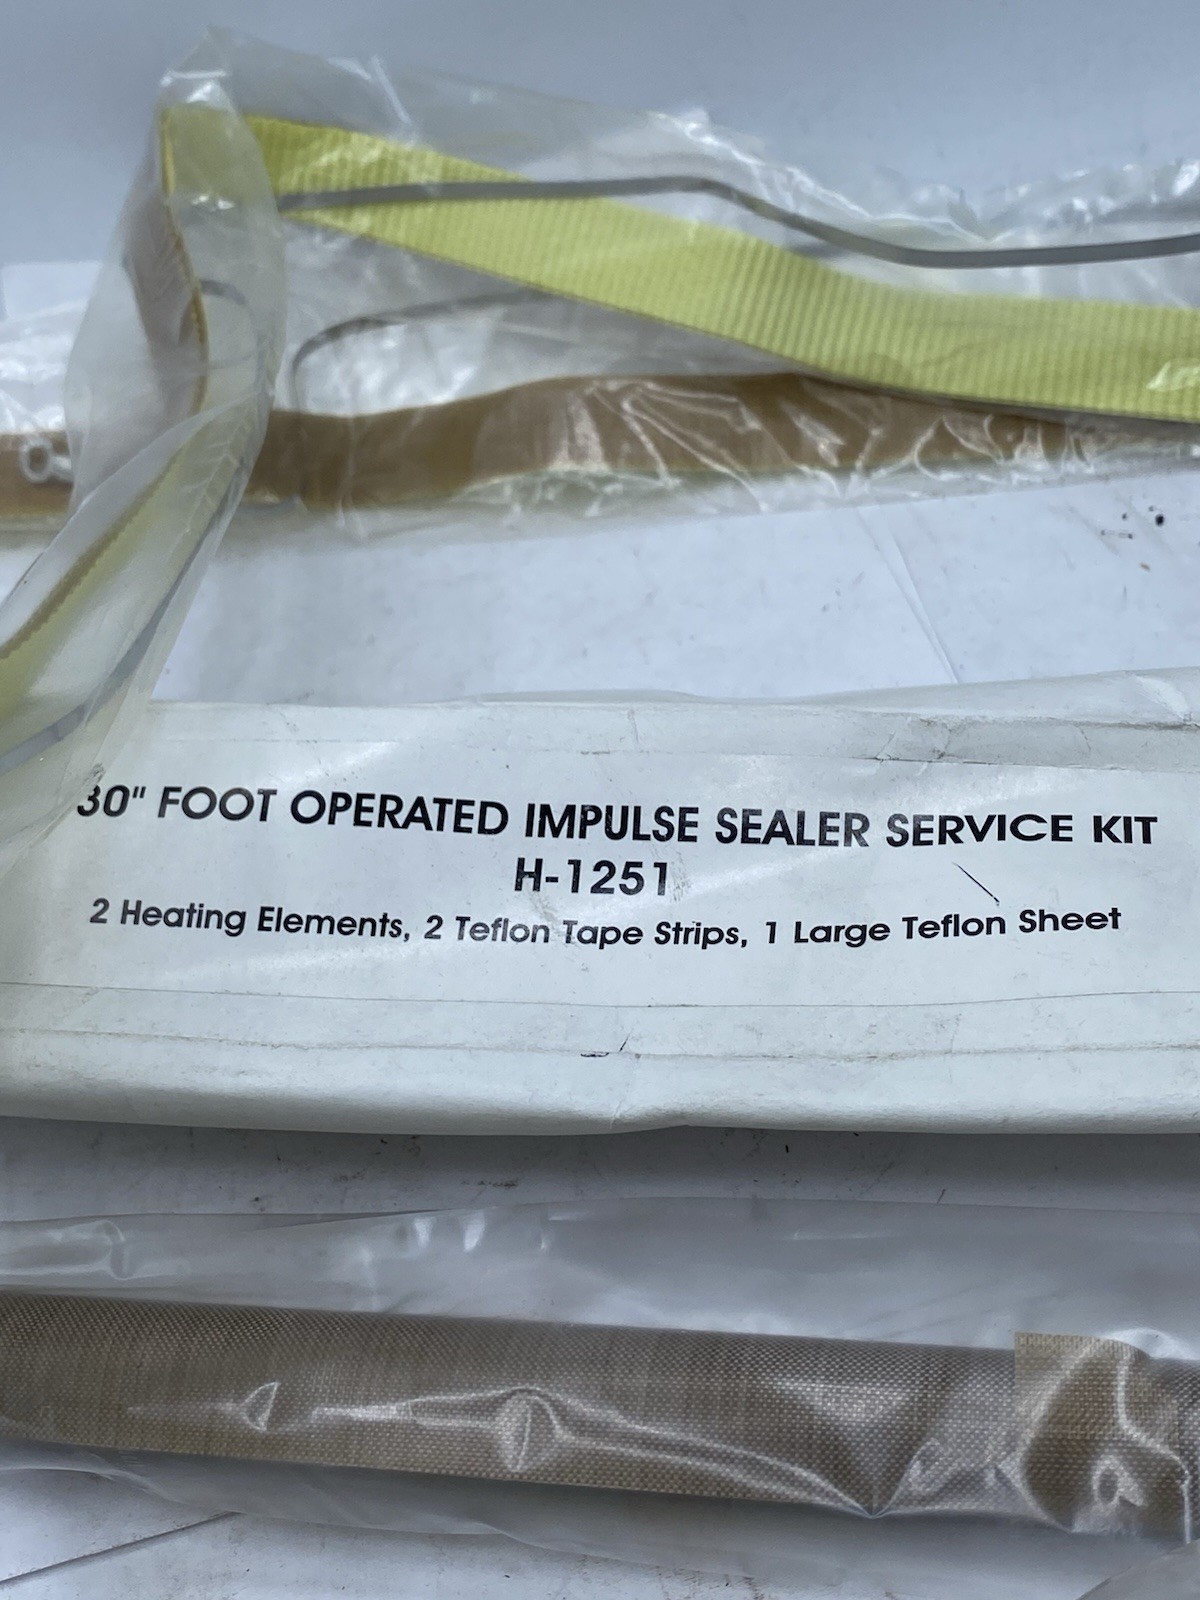 30" FOOT OPERATED IMPULSE SEALER SERVICE KIT
H-1251
2 Heating Elements, 2 Teflon Tape Strips, 1 Large Teflon Sheet